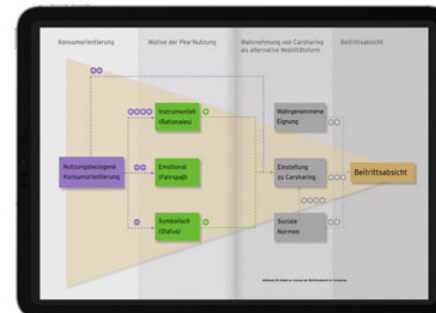 Konsumorientierung
Motive der Pkw-Nutzung
Wahrnehmung von Carsharing
als alternative Mobilitätsform
Beitrittsabsicht
Instrumentell
(Rationales)
Wahrgenommene
Eignung
Nutzungsbezogene
Konsumorientierung
Emotional
(Fahrspaß)
Einstellung
zu Carsharing
Beitrittsabsicht
Symbolisch
(Status)
Soziale
Normen